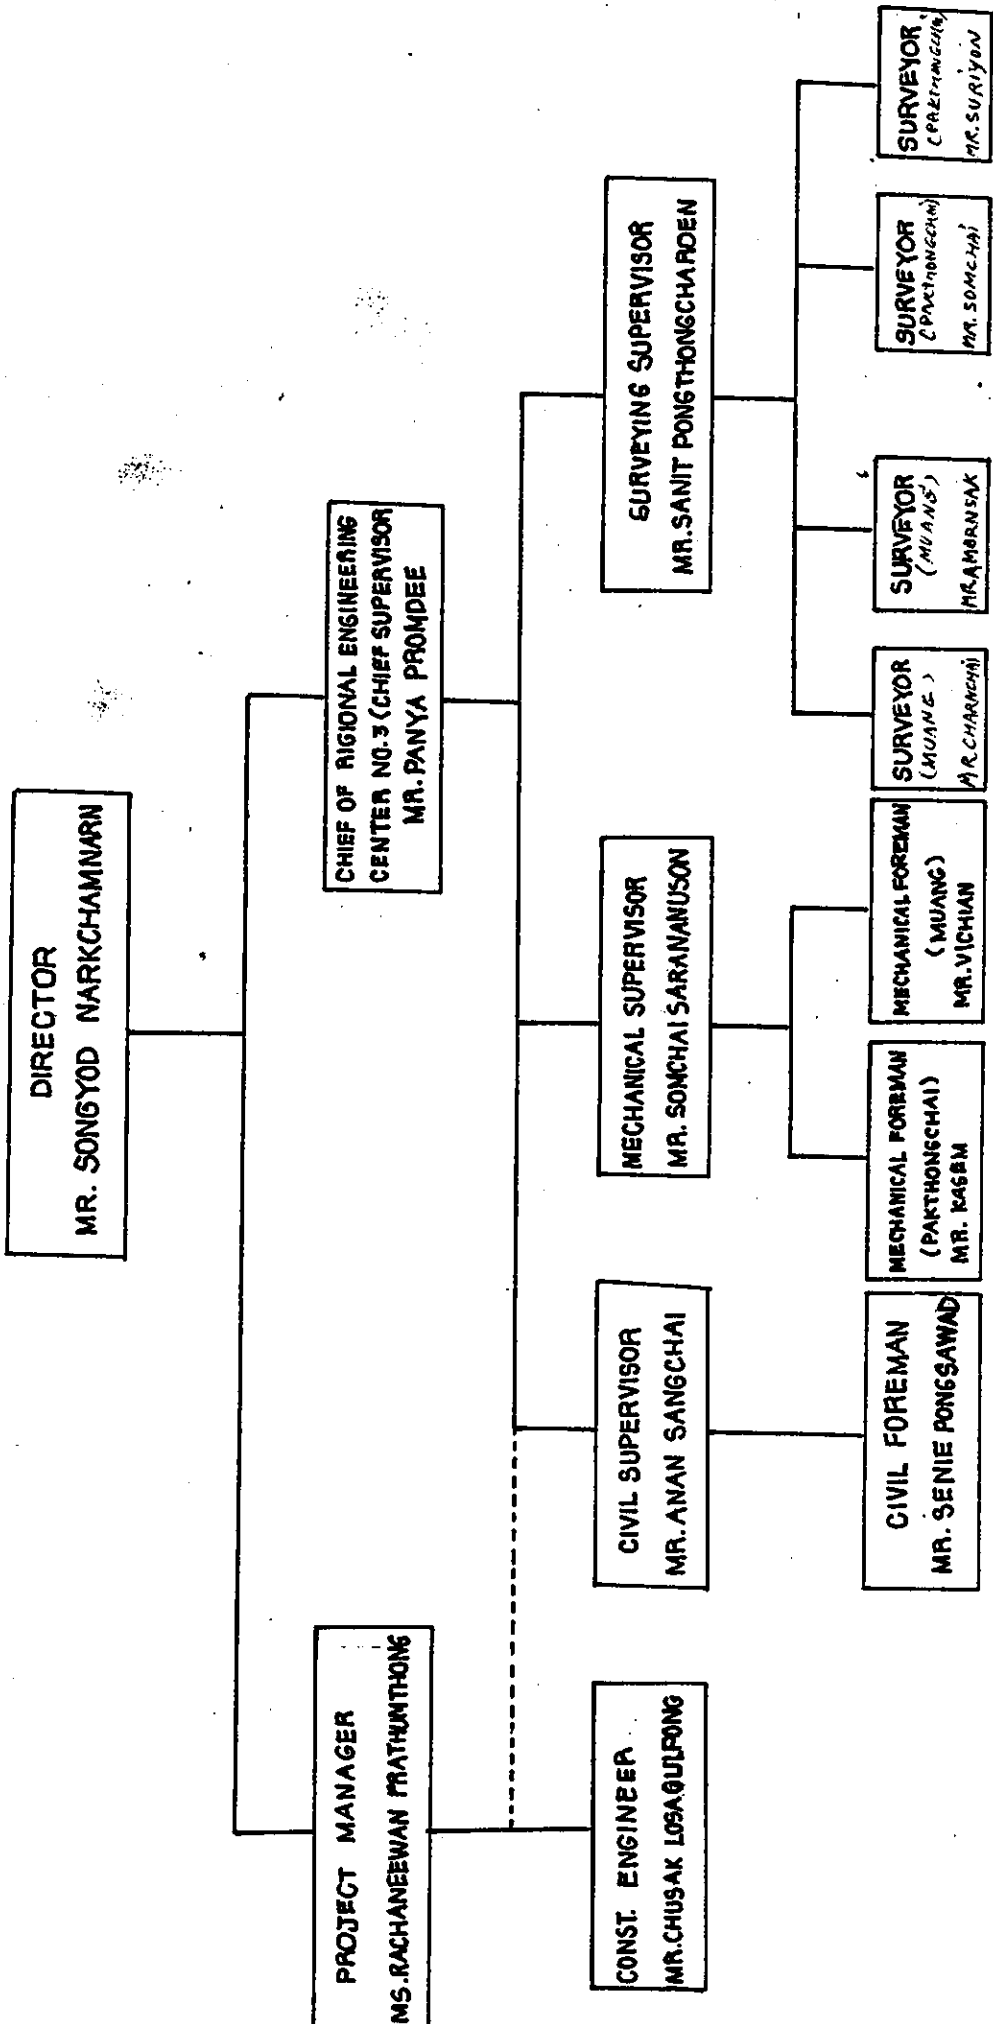 DIRECTOR
MR. SONGYOD NARKCHAMNARN
PROJECT MANAGER
MS. RACHANEEWAN PRATHUMTHONG
CHIEF OF RIGIONAL ENGINEERING
CENTER NO.3 (CHIEF SUPERVISOR
MR. PANYA PROMDEE
CONST. ENGINEER
MR. CHUSAK LOSAQULPONG
CIVIL SUPERVISOR
MR. ANAN SANGCHAI
MECHANICAL SUPERVISOR
MR. SOMCHAI SARANANUSON
SURVEYING SUPERVISOR
MR. SANIT PONGTHONGCHAROEN
CIVIL FOREMAN
MR. SENIE PONGSAWAD
MECHANICAL FOREMAN
(PAKTHONGCHAI)
MR. KASEM
MECHANICAL FOREMAN
(MUANG)
MR. VICHIAN
SURVEYOR
(MUANG)
MR. CHARNCHAI
SURVEYOR
(MUANG)
MR. AMORNSAK
SURVEYOR
MR. SOMCHAI
SURVEYOR
MR. SURIYON